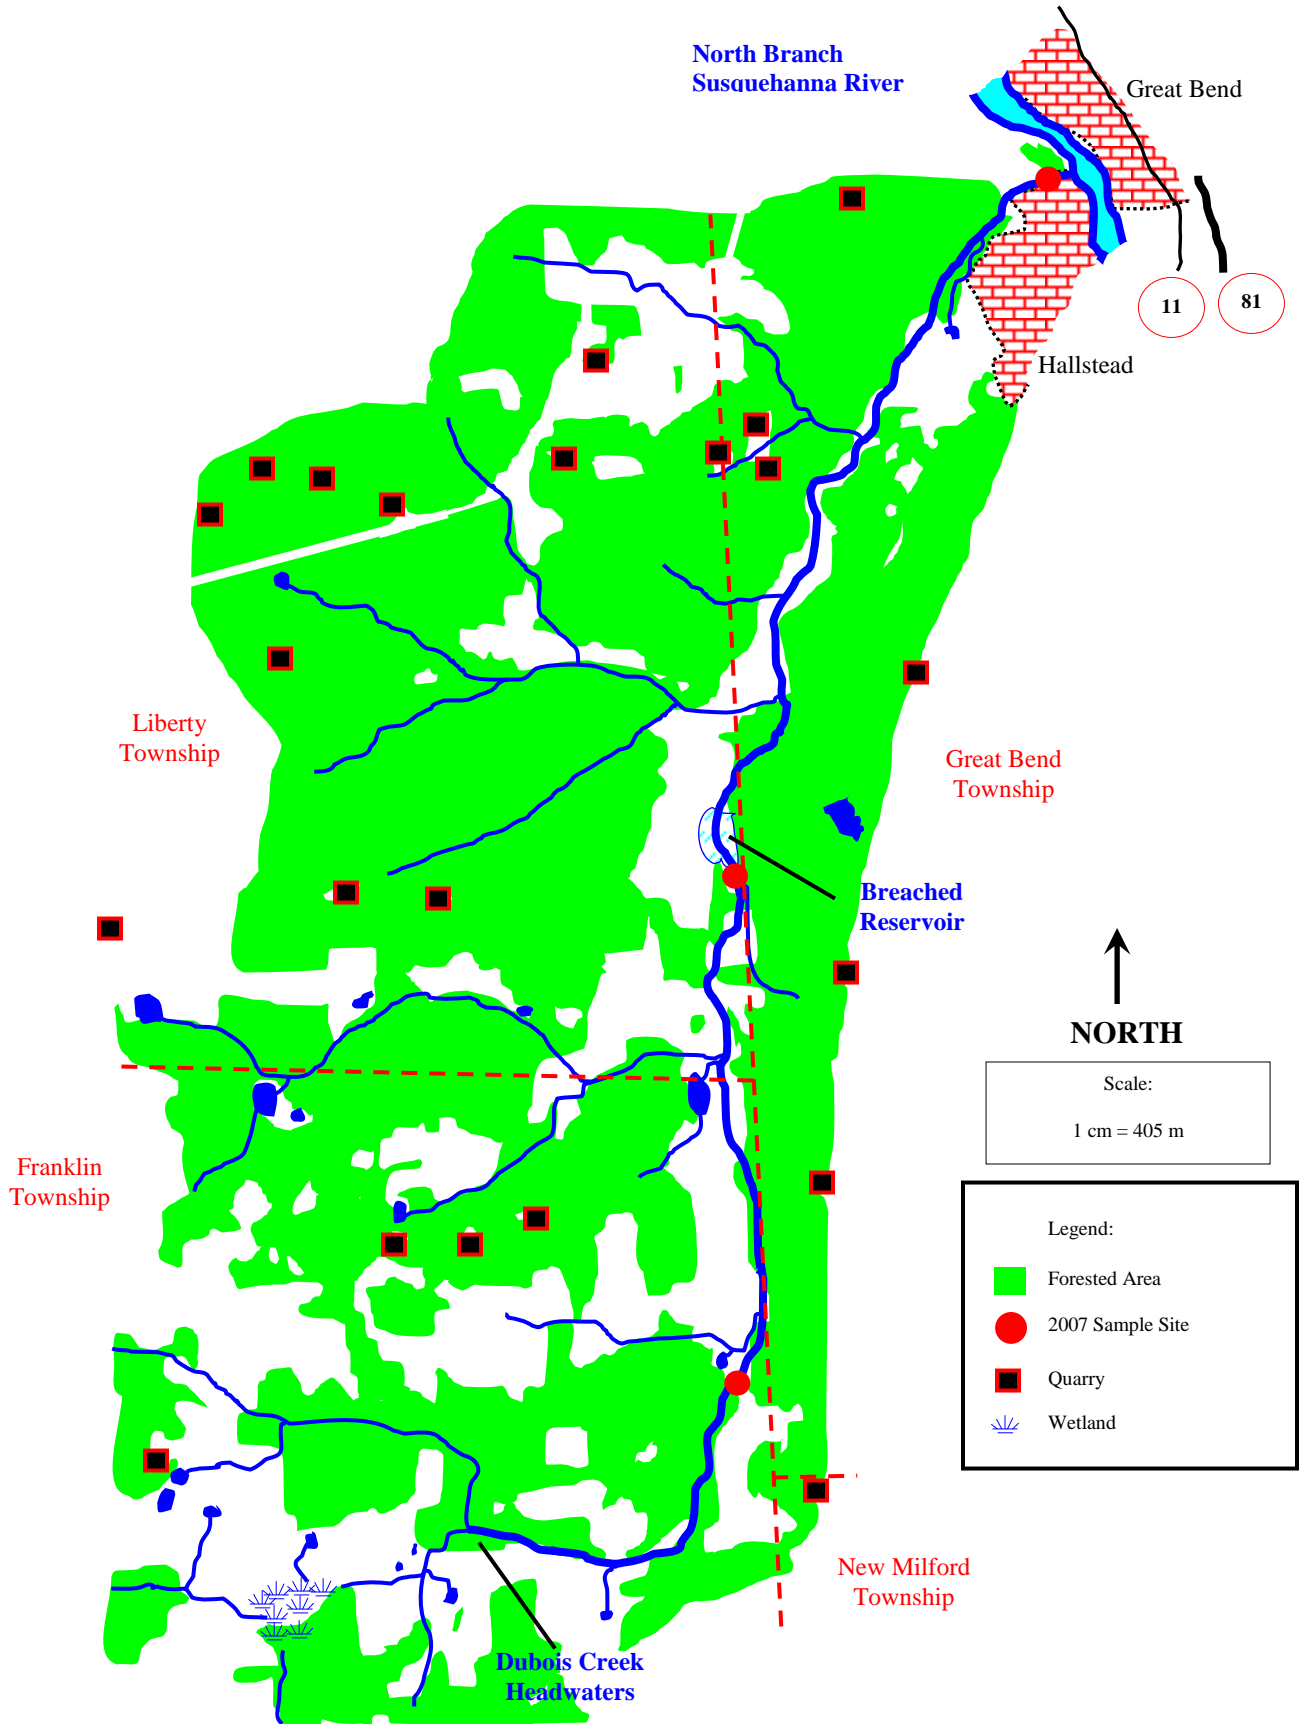 North Branch
Susquehanna River
Great Bend
11
81
Hallstead
Liberty
Township
Great Bend
Township
Breached
Reservoir
NORTH
Scale:
1 cm = 405 m
Franklin
Township
Legend:
Forested Area
2007 Sample Site
Quarry
Wetland
New Milford
Township
Dubois Creek
Headwaters